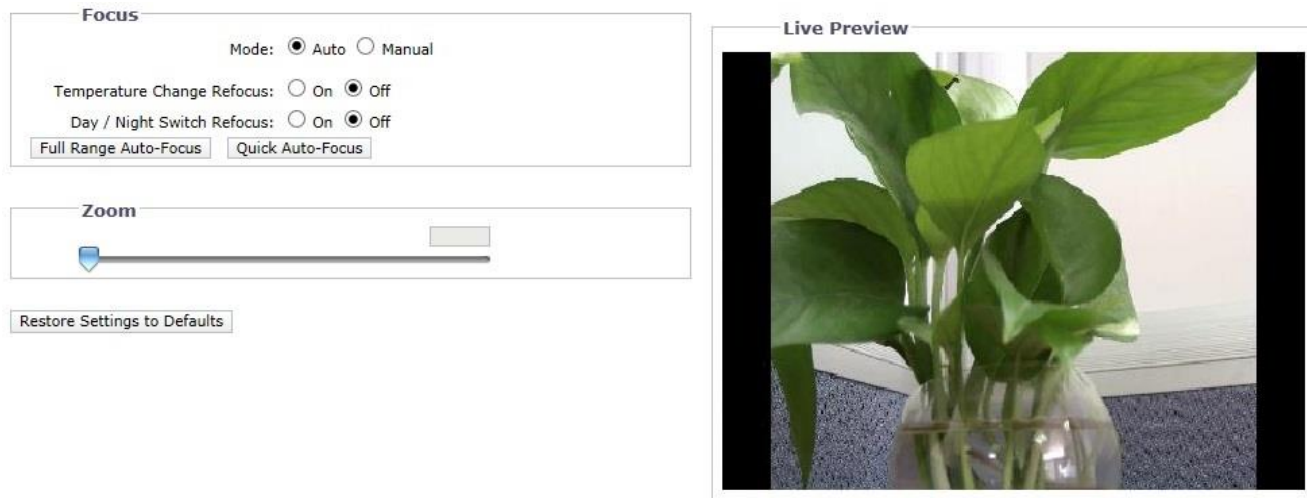 Focus
Mode: Auto Manual
Temperature Change Refocus: On Off
Day / Night Switch Refocus: On Off
Full Range Auto-Focus Quick Auto-Focus
Zoom
Restore Settings to Defaults
Live Preview